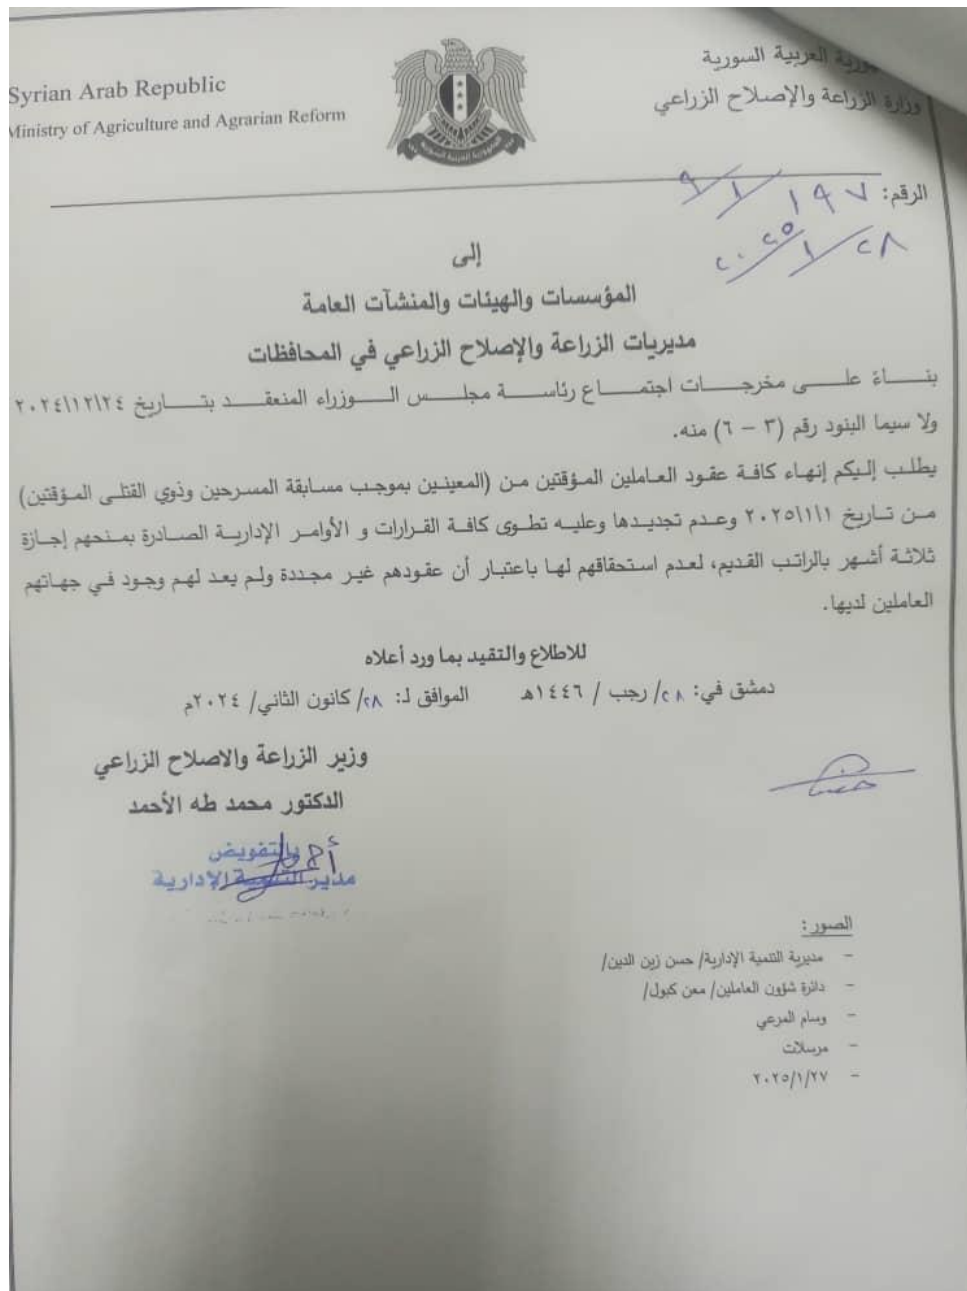 Syrian Arab Republic
Ministry of Agriculture and Agrarian Reform
العربية السورية
وزارة الزراعة والإصلاح الزراعي
الجمهورية العربية السورية
الرقم: ١٩٧ /١/٩
٢٨/١/٢٠٢٥
إلى
المؤسسات والهيئات والمنشآت العامة
مديريات الزراعة والإصلاح الزراعي في المحافظات
بناءً على مخرجات اجتماع رئاسة مجلس الوزراء المنعقد بتاريخ ٢٠٢٤\١٢\٢٤
ولا سيما البنود رقم (٣ – ٦) منه.
يطلب إليكم إنهاء كافة عقود العاملين المؤقتين من (المعينين بموجب مسابقة المسرحين وذوي القتلى المؤقتين)
من تاريخ ٢٠٢٥\١\١ وعدم تجديدها وعليه تطوى كافة القرارات و الأوامر الإدارية الصادرة بمنحهم إجازة
ثلاثة أشهر بالراتب القديم، لعدم استحقاقهم لها باعتبار أن عقودهم غير مجددة ولم يعد لهم وجود في جهاتهم
العاملين لديها.
للاطلاع والتقيد بما ورد أعلاه
دمشق في: ٢٨/ رجب / ١٤٤٦هـ الموافق لـ: ٢٨/ كانون الثاني/ ٢٠٢٤م
وزير الزراعة والاصلاح الزراعي
الدكتور محمد طه الأحمد
بالتفويض
مدير التنمية الإدارية
الصور:
– مديرية التنمية الإدارية/ حسن زين الدين/
– دائرة شؤون العاملين/ معن كبول/
– وسام المرعي
– مرسلات
– ٢٠٢٥/١/٢٧